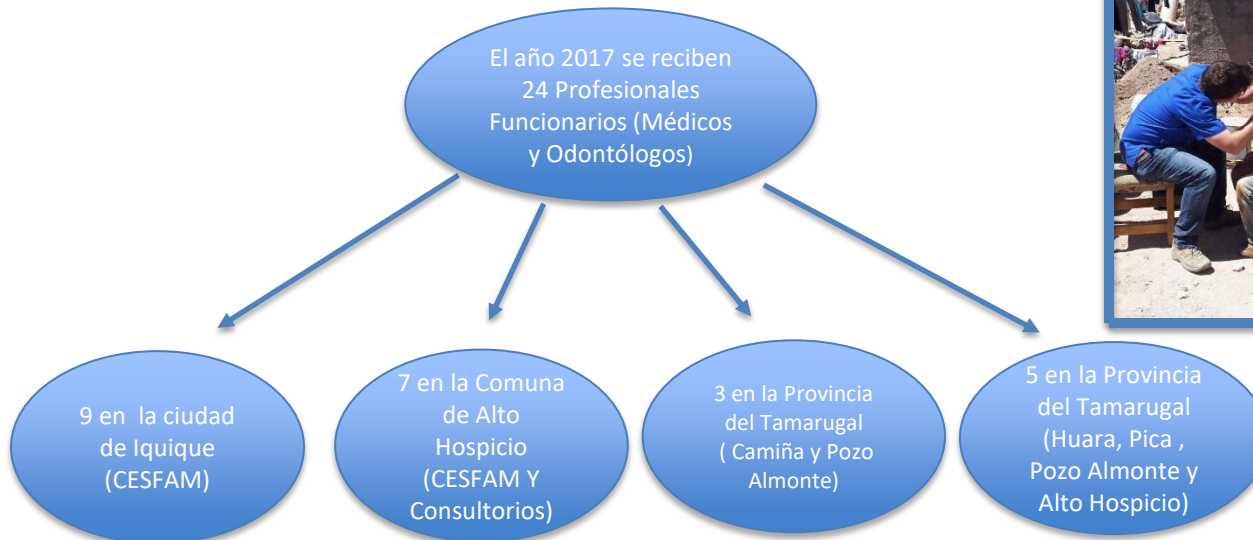 El año 2017 se reciben
24 Profesionales
Funcionarios (Médicos
y Odontólogos)
9 en la ciudad
de Iquique
(CESFAM)
7 en la Comuna
de Alto
Hospicio
(CESFAM Y
Consultorios)
3 en la Provincia
del Tamarugal
( Camiña y Pozo
Almonte)
5 en la Provincia
del Tamarugal
(Huara, Pica ,
Pozo Almonte y
Alto Hospicio)